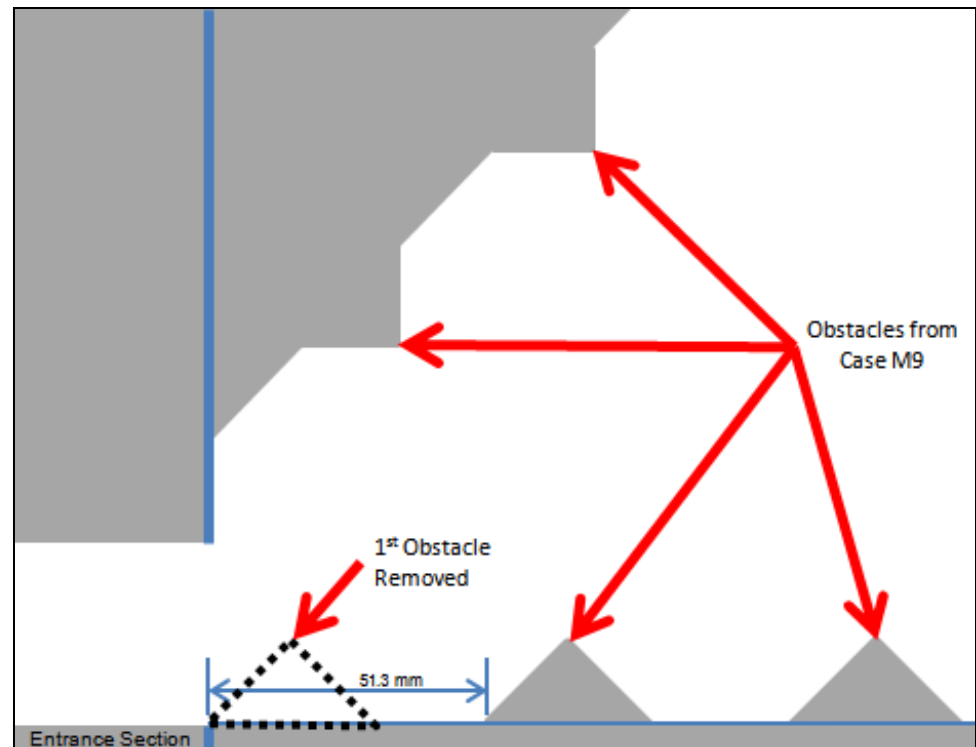 Obstacles from
Case M9
1st Obstacle
Removed
51.3 mm
Entrance Section